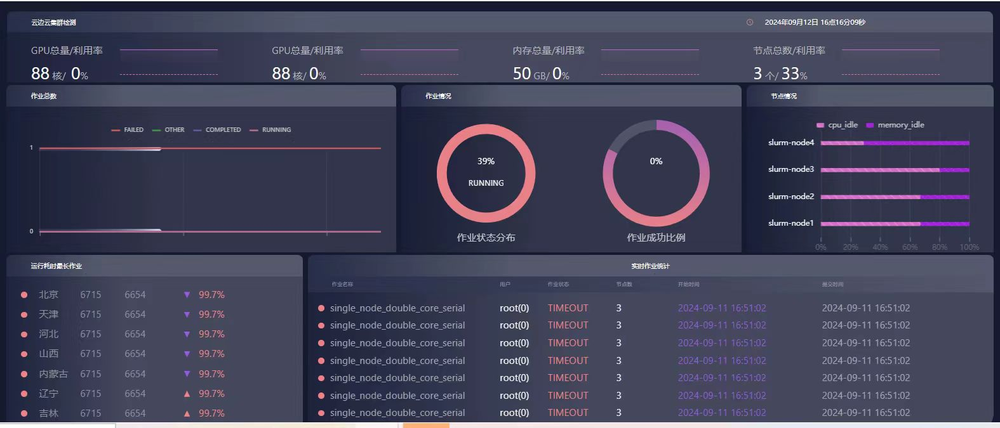 云边云集群检测
2024年09月12日 16点16分09秒
GPU总量/利用率
88 核/ 0%
GPU总量/利用率
88 核/ 0%
内存总量/利用率
50 GB/ 0%
节点总数/利用率
3 个/ 33%
作业总数
FAILED OTHER COMPLETED RUNNING
1
0
作业情况
39%
RUNNING
作业状态分布
0%
作业成功比例
节点情况
cpu_idle memory_idle
slurm-node4
slurm-node3
slurm-node2
slurm-node1
0% 20% 40% 60% 80% 100%
运行耗时最长作业
北京 6715 6654 ▼ 99.7%
天津 6715 6654 ▼ 99.7%
河北 6715 6654 ▼ 99.7%
山西 6715 6654 ▼ 99.7%
内蒙古 6715 6654 ▼ 99.7%
辽宁 6715 6654 ▲ 99.7%
吉林 6715 6654 ▲ 99.7%
实时作业统计
作业名称 用户 作业状态 节点数 开始时间 提交时间
single_node_double_core_serial root(0) TIMEOUT 3 2024-09-11 16:51:02 2024-09-11 16:51:02
single_node_double_core_serial root(0) TIMEOUT 3 2024-09-11 16:51:02 2024-09-11 16:51:02
single_node_double_core_serial root(0) TIMEOUT 3 2024-09-11 16:51:02 2024-09-11 16:51:02
single_node_double_core_serial root(0) TIMEOUT 3 2024-09-11 16:51:02 2024-09-11 16:51:02
single_node_double_core_serial root(0) TIMEOUT 3 2024-09-11 16:51:02 2024-09-11 16:51:02
single_node_double_core_serial root(0) TIMEOUT 3 2024-09-11 16:51:02 2024-09-11 16:51:02
single_node_double_core_serial root(0) TIMEOUT 3 2024-09-11 16:51:02 2024-09-11 16:51:02